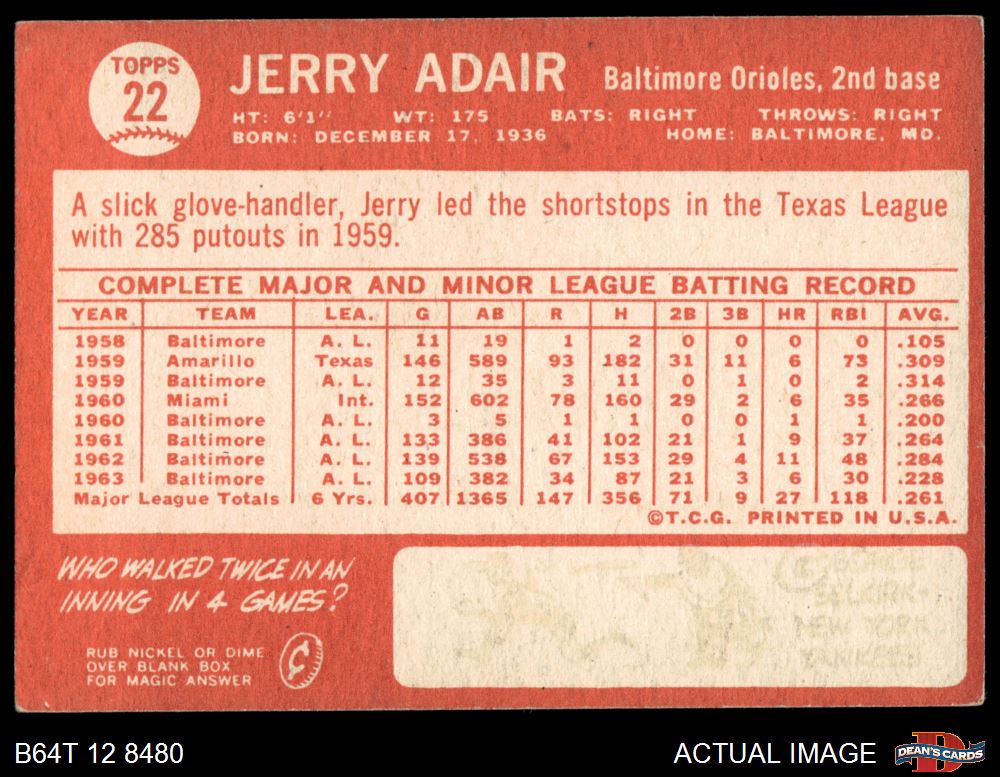 TOPPS
22
JERRY ADAIR Baltimore Orioles, 2nd base
HT: 6'1" WT: 175 BATS: RIGHT THROWS: RIGHT
BORN: DECEMBER 17, 1936 HOME: BALTIMORE, MD.
A slick glove-handler, Jerry led the shortstops in the Texas League
with 285 putouts in 1959.
COMPLETE MAJOR AND MINOR LEAGUE BATTING RECORD
YEAR TEAM LEA. G AB R H 2B 3B HR RBI AVG.
1958 Baltimore A. L. 11 19 1 2 0 0 0 0 .105
1959 Amarillo Texas 146 589 93 182 31 11 6 73 .309
1959 Baltimore A. L. 12 35 3 11 0 1 0 2 .314
1960 Miami Int. 152 602 78 160 29 2 6 35 .266
1960 Baltimore A. L. 3 5 1 1 0 0 1 1 .200
1961 Baltimore A. L. 133 386 41 102 21 1 9 37 .264
1962 Baltimore A. L. 139 538 67 153 29 4 11 48 .284
1963 Baltimore A. L. 109 382 34 87 21 3 6 30 .228
Major League Totals 6 Yrs. 407 1365 147 356 71 9 27 118 .261
©T.C.G. PRINTED IN U.S.A.
WHO WALKED TWICE IN AN
INNING IN 4 GAMES?
RUB NICKEL OR DIME
OVER BLANK BOX
FOR MAGIC ANSWER
NEW YORK
YANKEES
B64T 12 8480 ACTUAL IMAGE DEAN'S CARDS